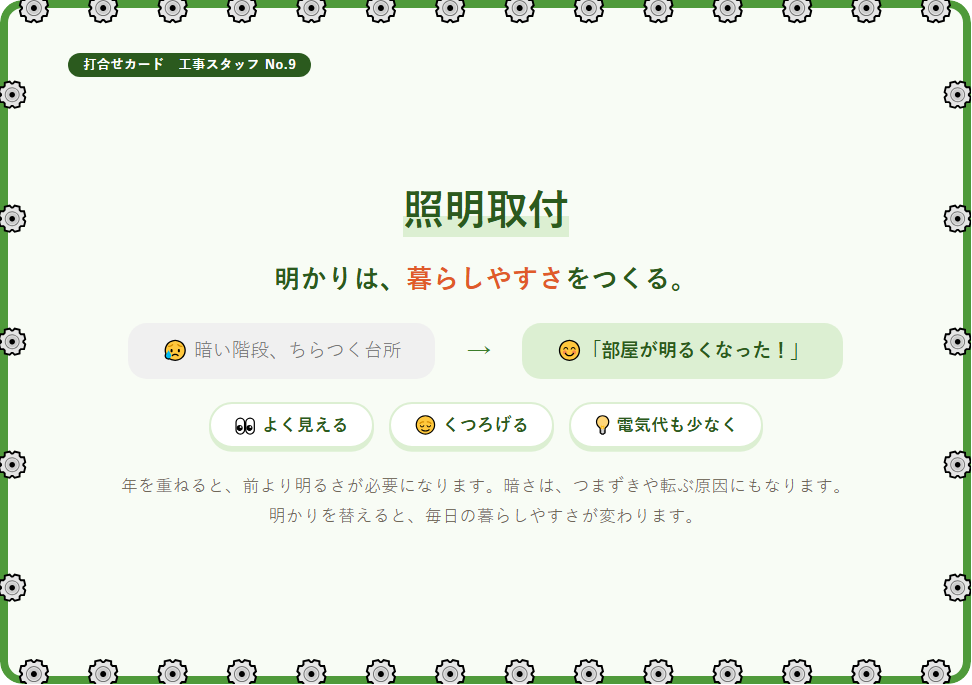 打合せカード　工事スタッフ No.9
照明取付
明かりは、暮らしやすさをつくる。
😥 暗い階段、ちらつく台所 → 😊「部屋が明るくなった！」
👀 よく見える 😌 くつろげる 💡 電気代も少なく
年を重ねると、前より明るさが必要になります。暗さは、つまずきや転ぶ原因にもなります。
明かりを替えると、毎日の暮らしやすさが変わります。